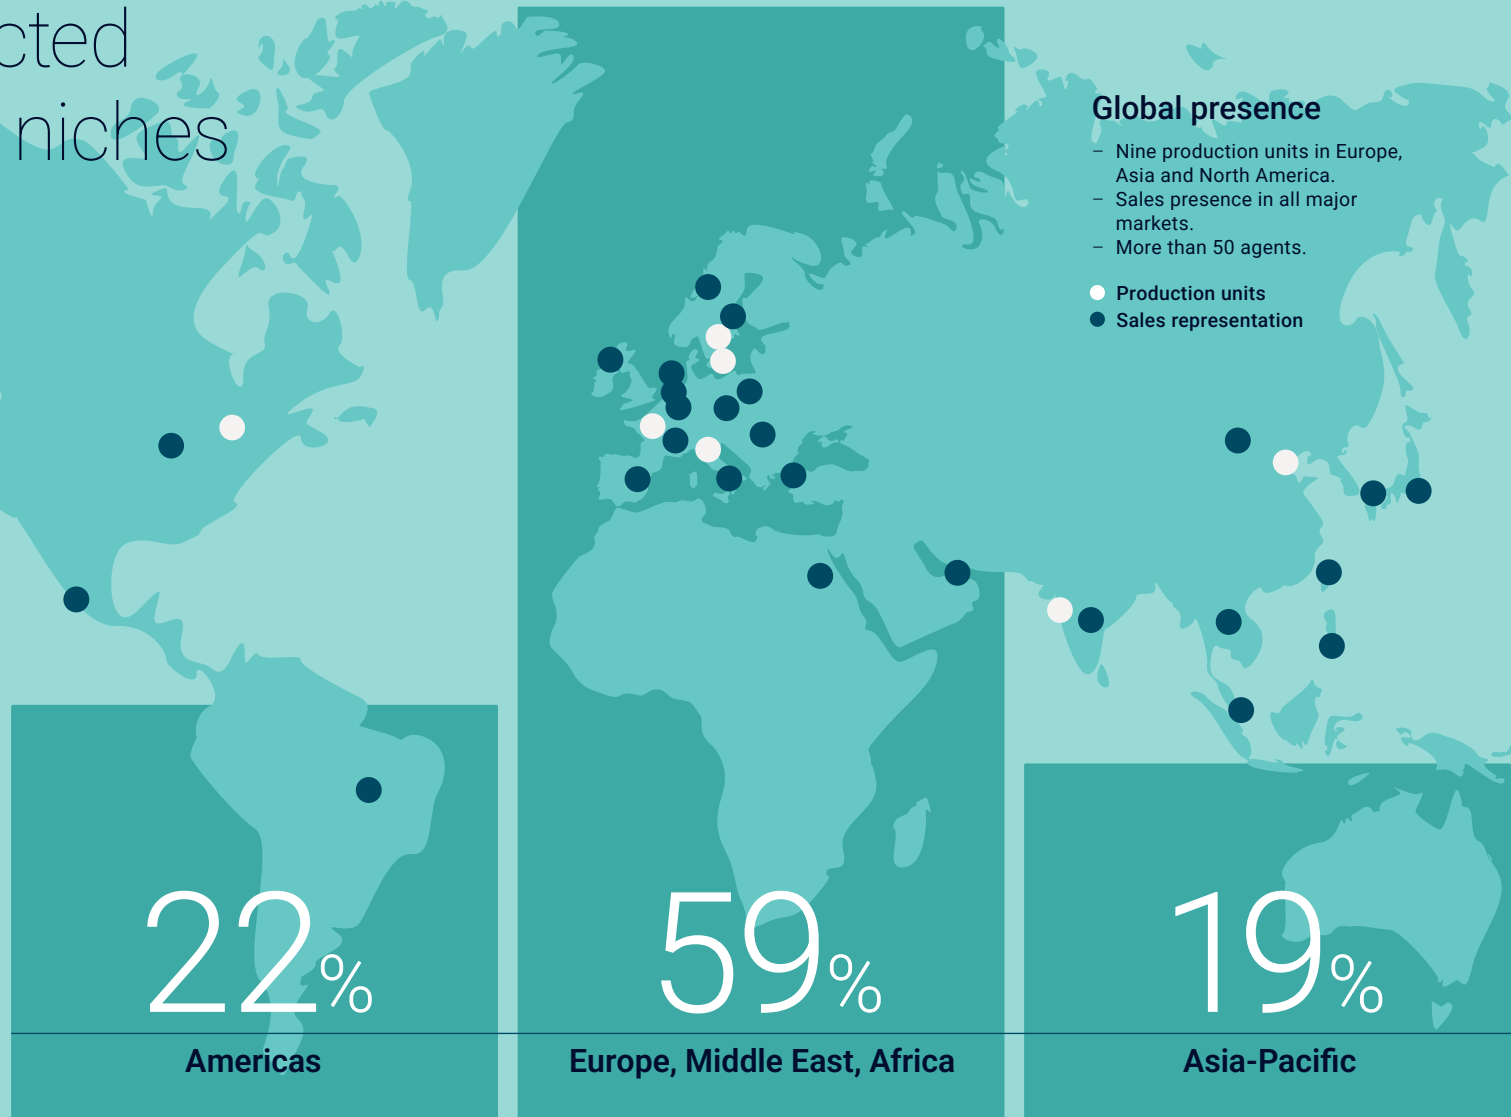 niches
Global presence
– Nine production units in Europe,
Asia and North America.
– Sales presence in all major
markets.
– More than 50 agents.
Production units
Sales representation
22%
59%
19%
Americas
Europe, Middle East, Africa
Asia-Pacific